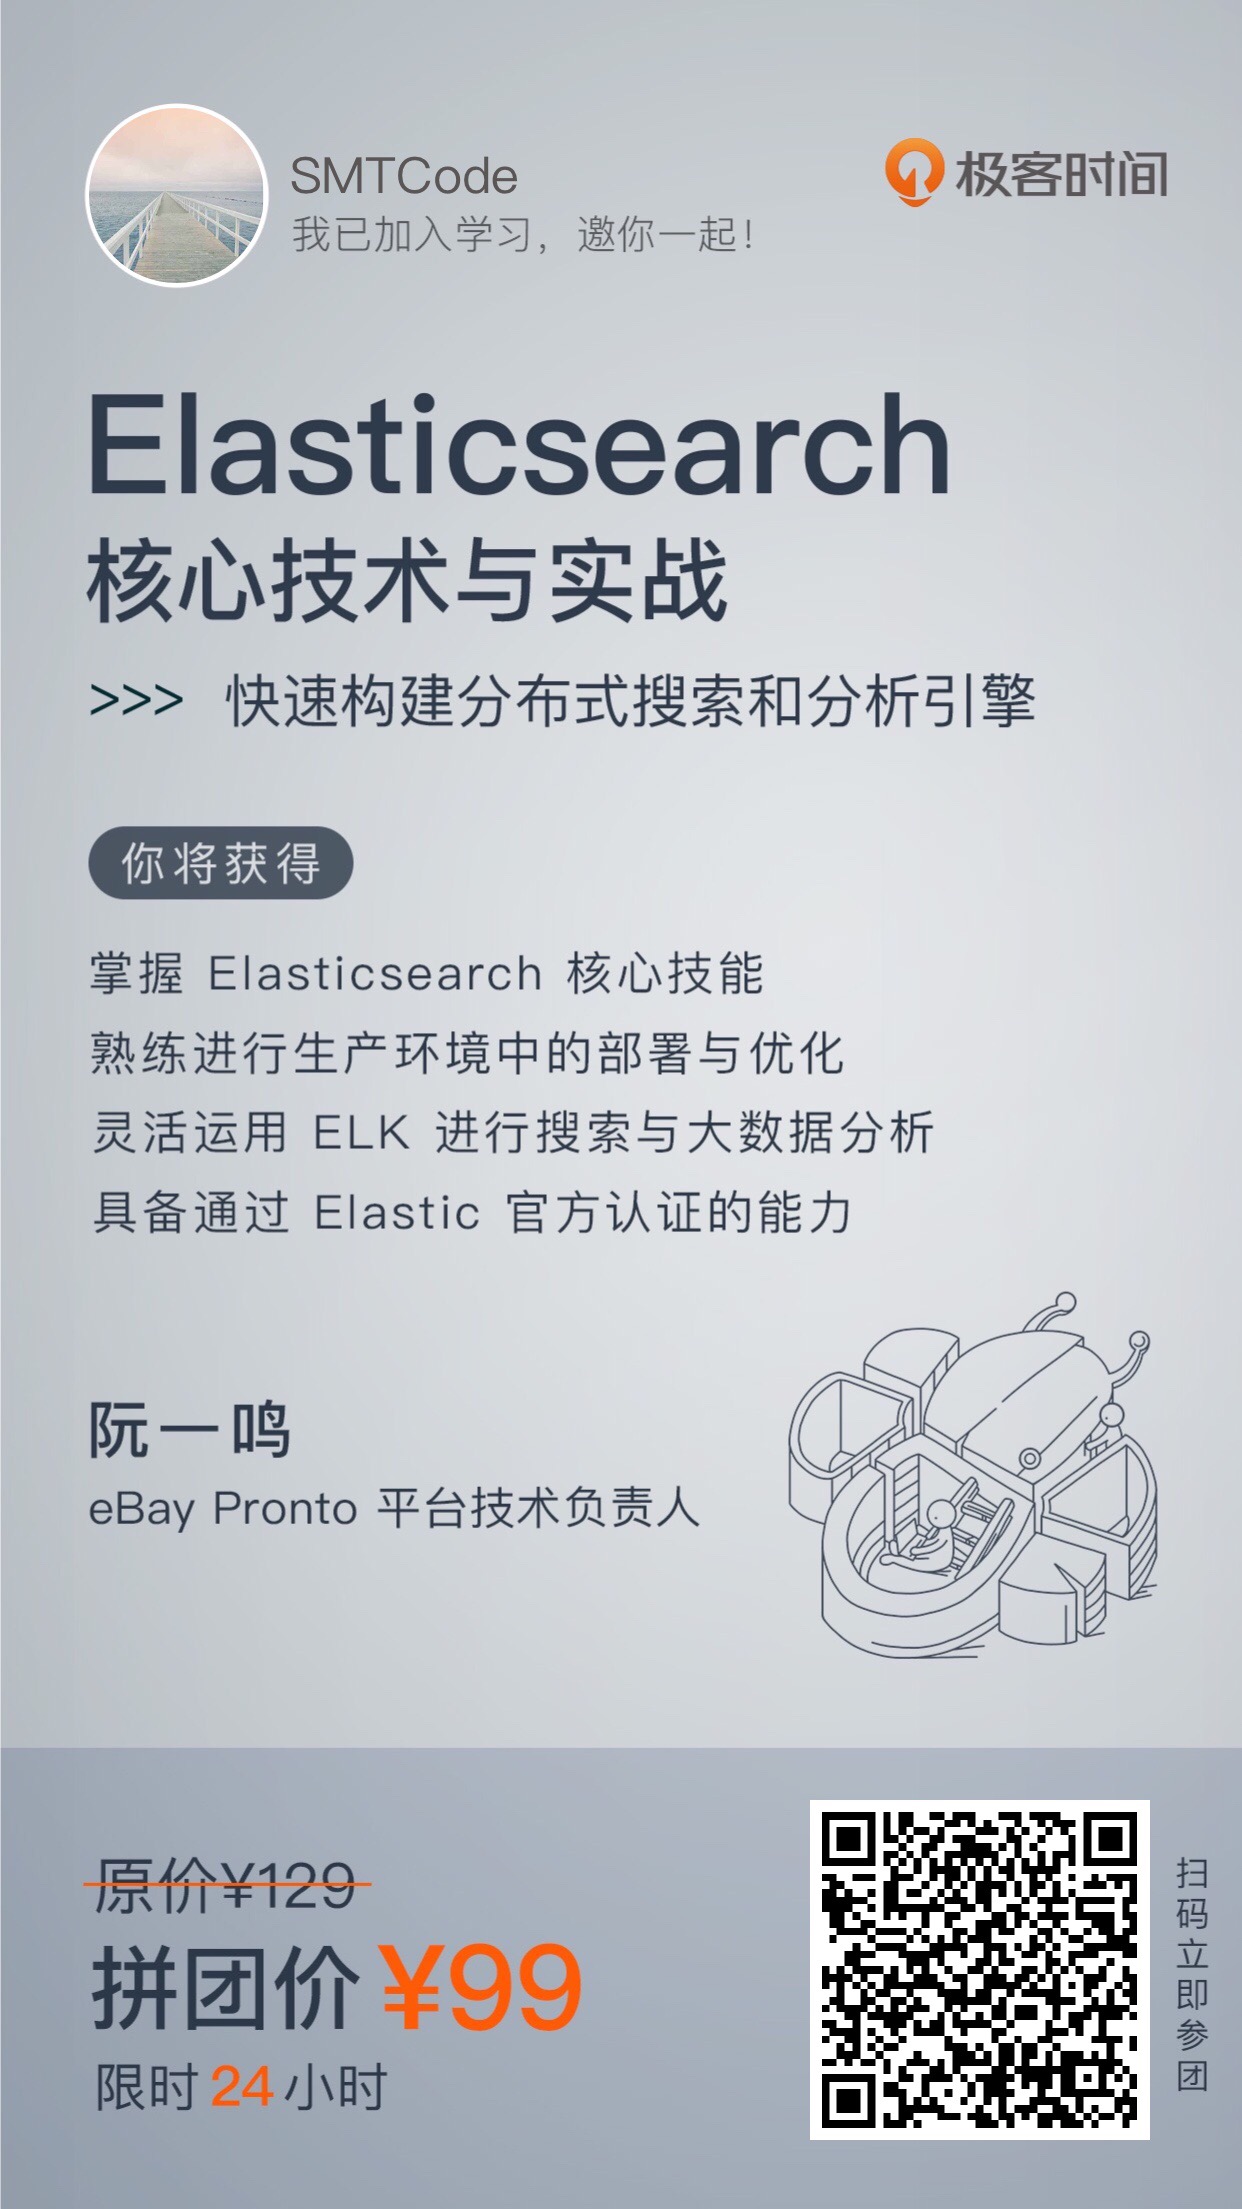 SMTCode
我已加入学习，邀你一起！
极客时间
Elasticsearch
核心技术与实战
>>> 快速构建分布式搜索和分析引擎
你将获得
掌握 Elasticsearch 核心技能
熟练进行生产环境中的部署与优化
灵活运用 ELK 进行搜索与大数据分析
具备通过 Elastic 官方认证的能力
阮一鸣
eBay Pronto 平台技术负责人
原价¥129
拼团价¥99
限时24小时
扫码立即参团